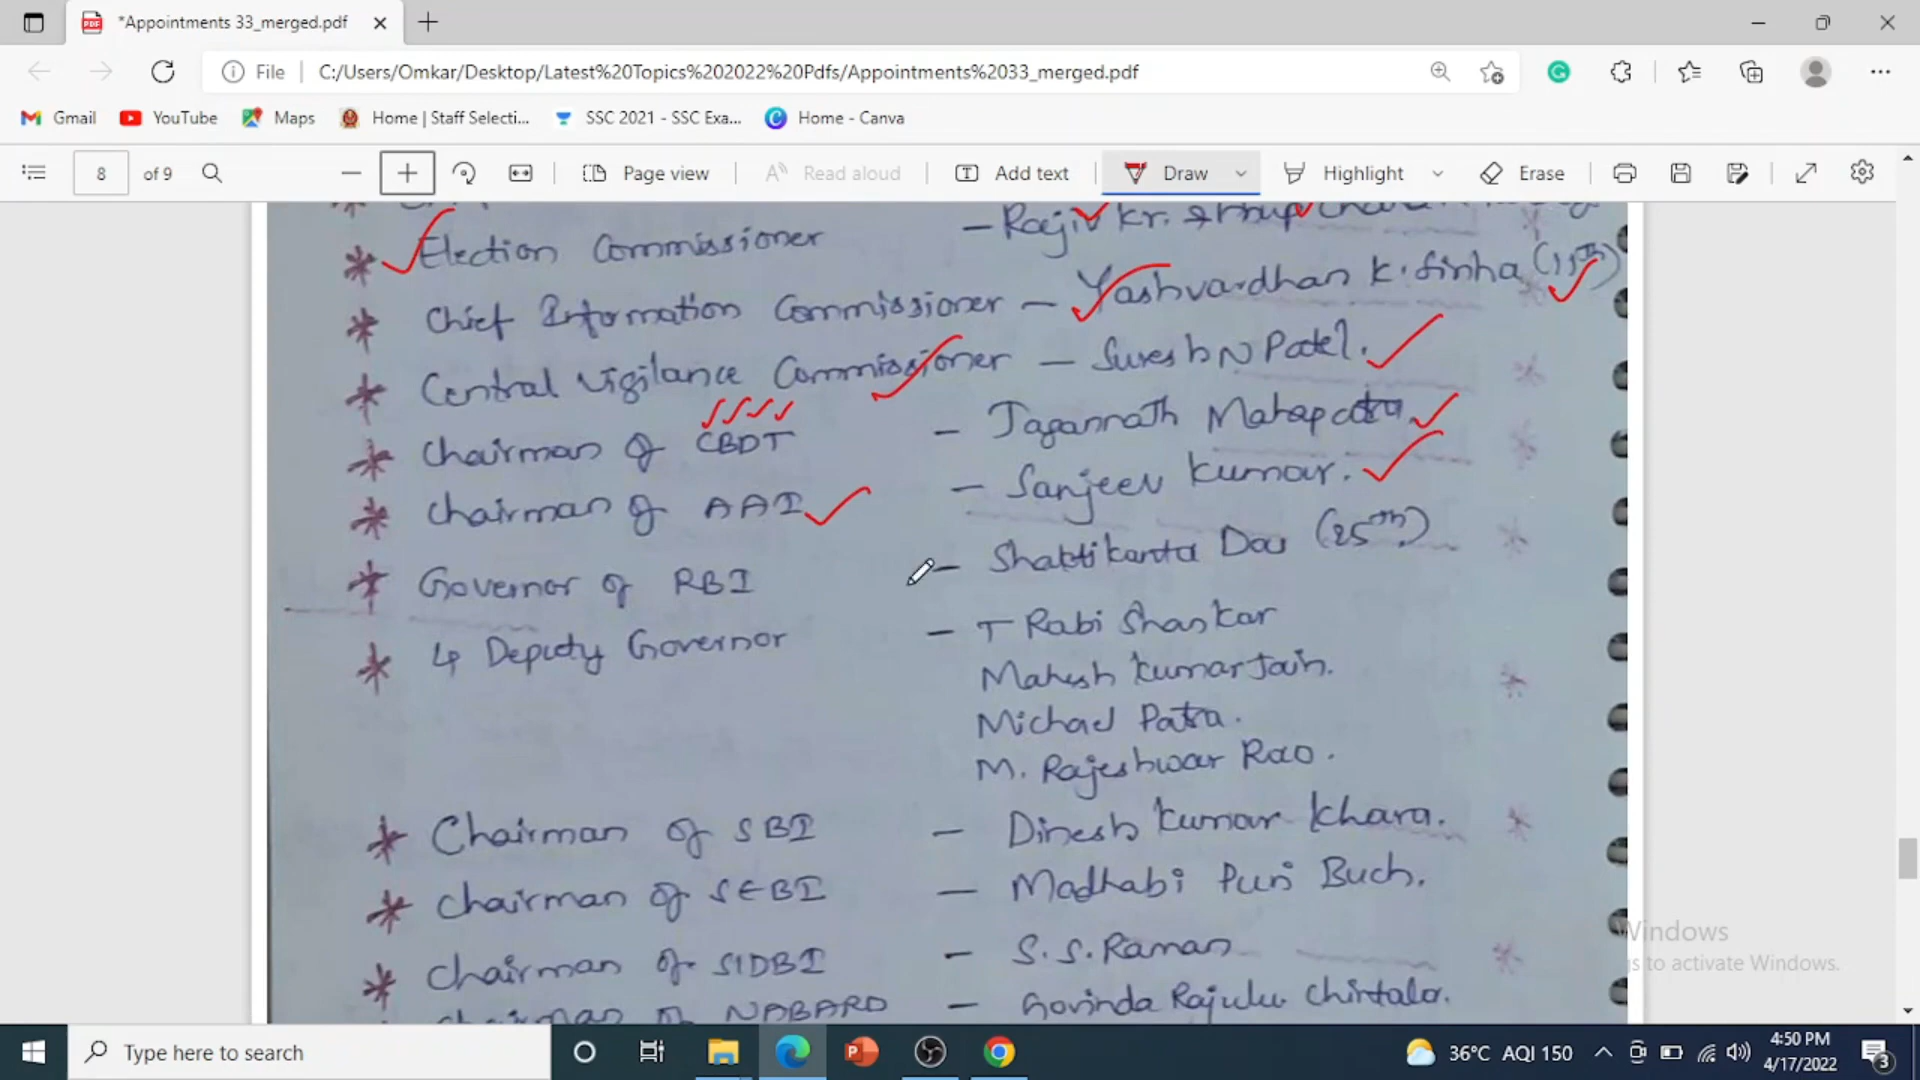 *Appointments 33_merged.pdf
File
C:/Users/Omkar/Desktop/Latest%20Topics%202022%20Pdfs/Appointments%2033_merged.pdf
Gmail YouTube Maps Home | Staff Selecti... SSC 2021 - SSC Exa... Home - Canva
8 of 9 Page view Read aloud Add text Draw Highlight Erase
Election Commissioner – Rajiv Kr. &
Chief Information Commissioner – Yashvardhan K. Sinha (11th)
Central Vigilance Commissioner – Suresh N Patel.
Chairman of CBDT – Jagannath Mahapatra
Chairman of AAI – Sanjeev Kumar.
Governor of RBI – Shaktikanta Das (25th)
4 Deputy Governor – T Rabi Shankar
Mahesh Kumar Jain.
Michael Patra.
M. Rajeshwar Rao.
Chairman of SBI – Dinesh Kumar Khara.
Chairman of SEBI – Madhabi Puri Buch.
Chairman of SIDBI – S.S. Raman
Chairman of NABARD – Govinda Rajulu Chintala.
Windows
gs to activate Windows.
Type here to search
36°C AQI 150
4:50 PM
4/17/2022
3